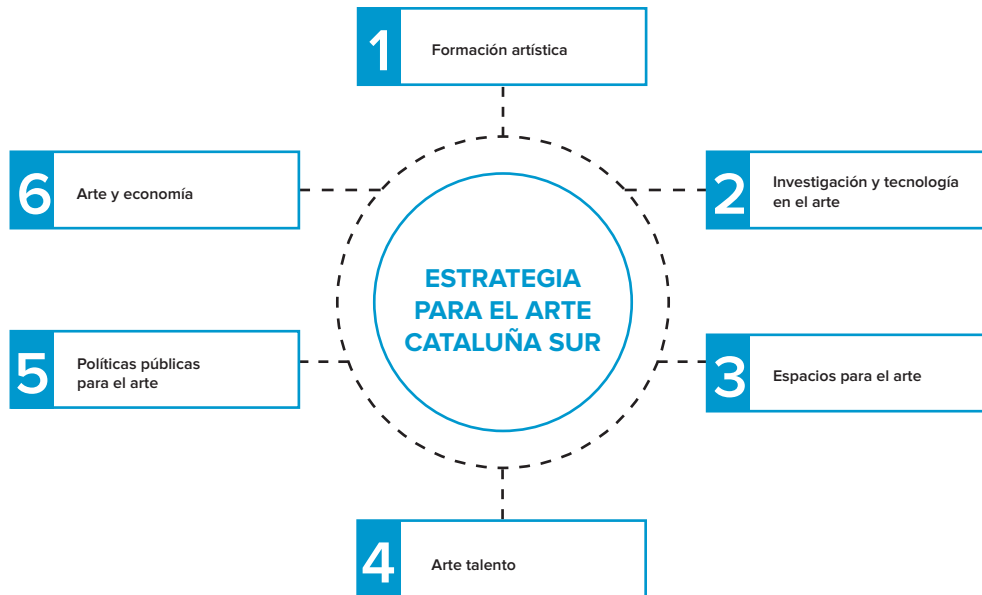 1
Formación artística
6
Arte y economía
2
Investigación y tecnología
en el arte
ESTRATEGIA
PARA EL ARTE
CATALUÑA SUR
5
Políticas públicas
para el arte
3
Espacios para el arte
4
Arte talento